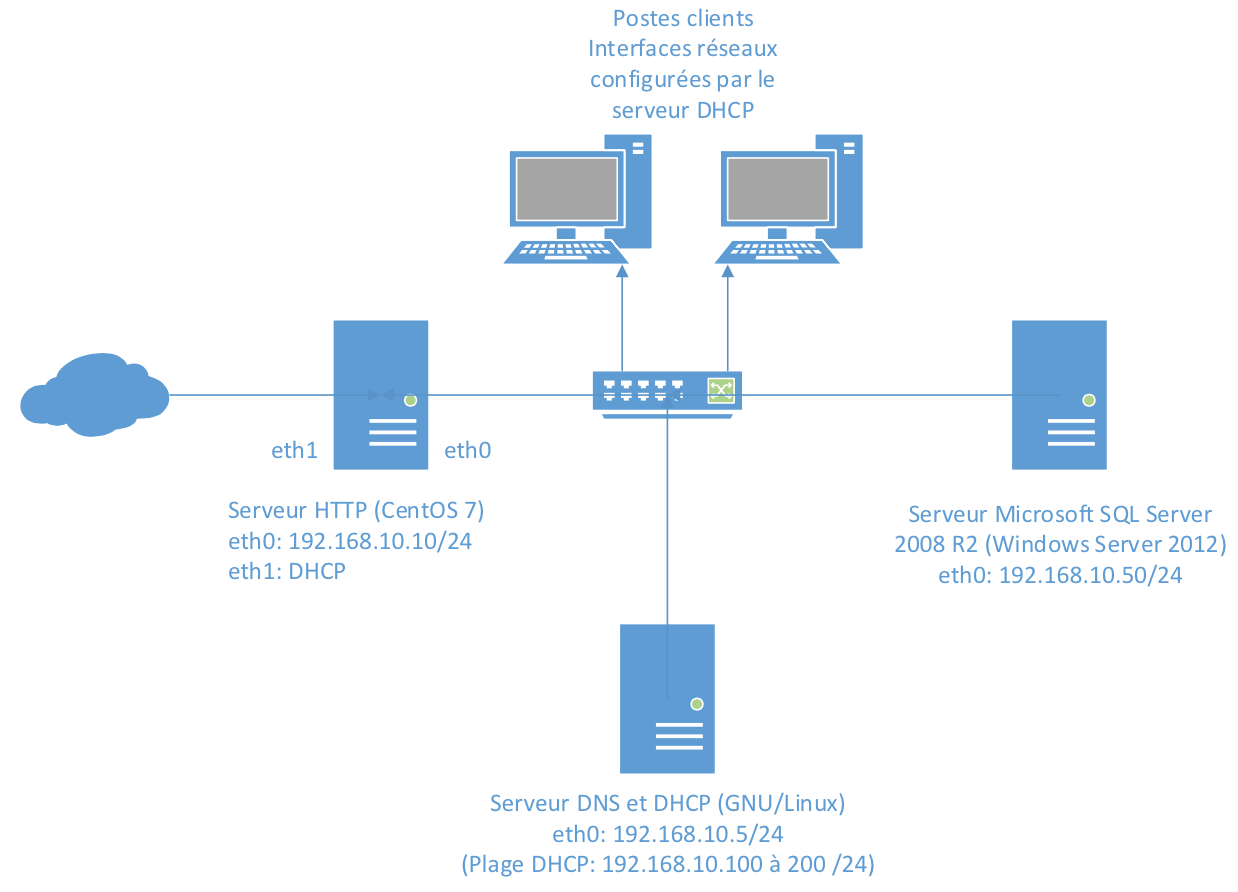 Postes clients
Interfaces réseaux
configurées par le
serveur DHCP
eth1
eth0
Serveur HTTP (CentOS 7)
eth0: 192.168.10.10/24
eth1: DHCP
Serveur Microsoft SQL Server
2008 R2 (Windows Server 2012)
eth0: 192.168.10.50/24
Serveur DNS et DHCP (GNU/Linux)
eth0: 192.168.10.5/24
(Plage DHCP: 192.168.10.100 à 200 /24)